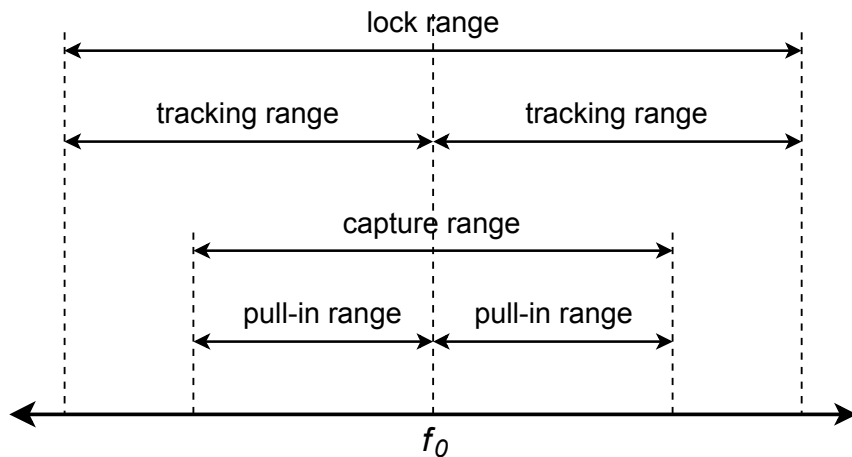 lock range
tracking range tracking range
capture range
pull-in range pull-in range
f0